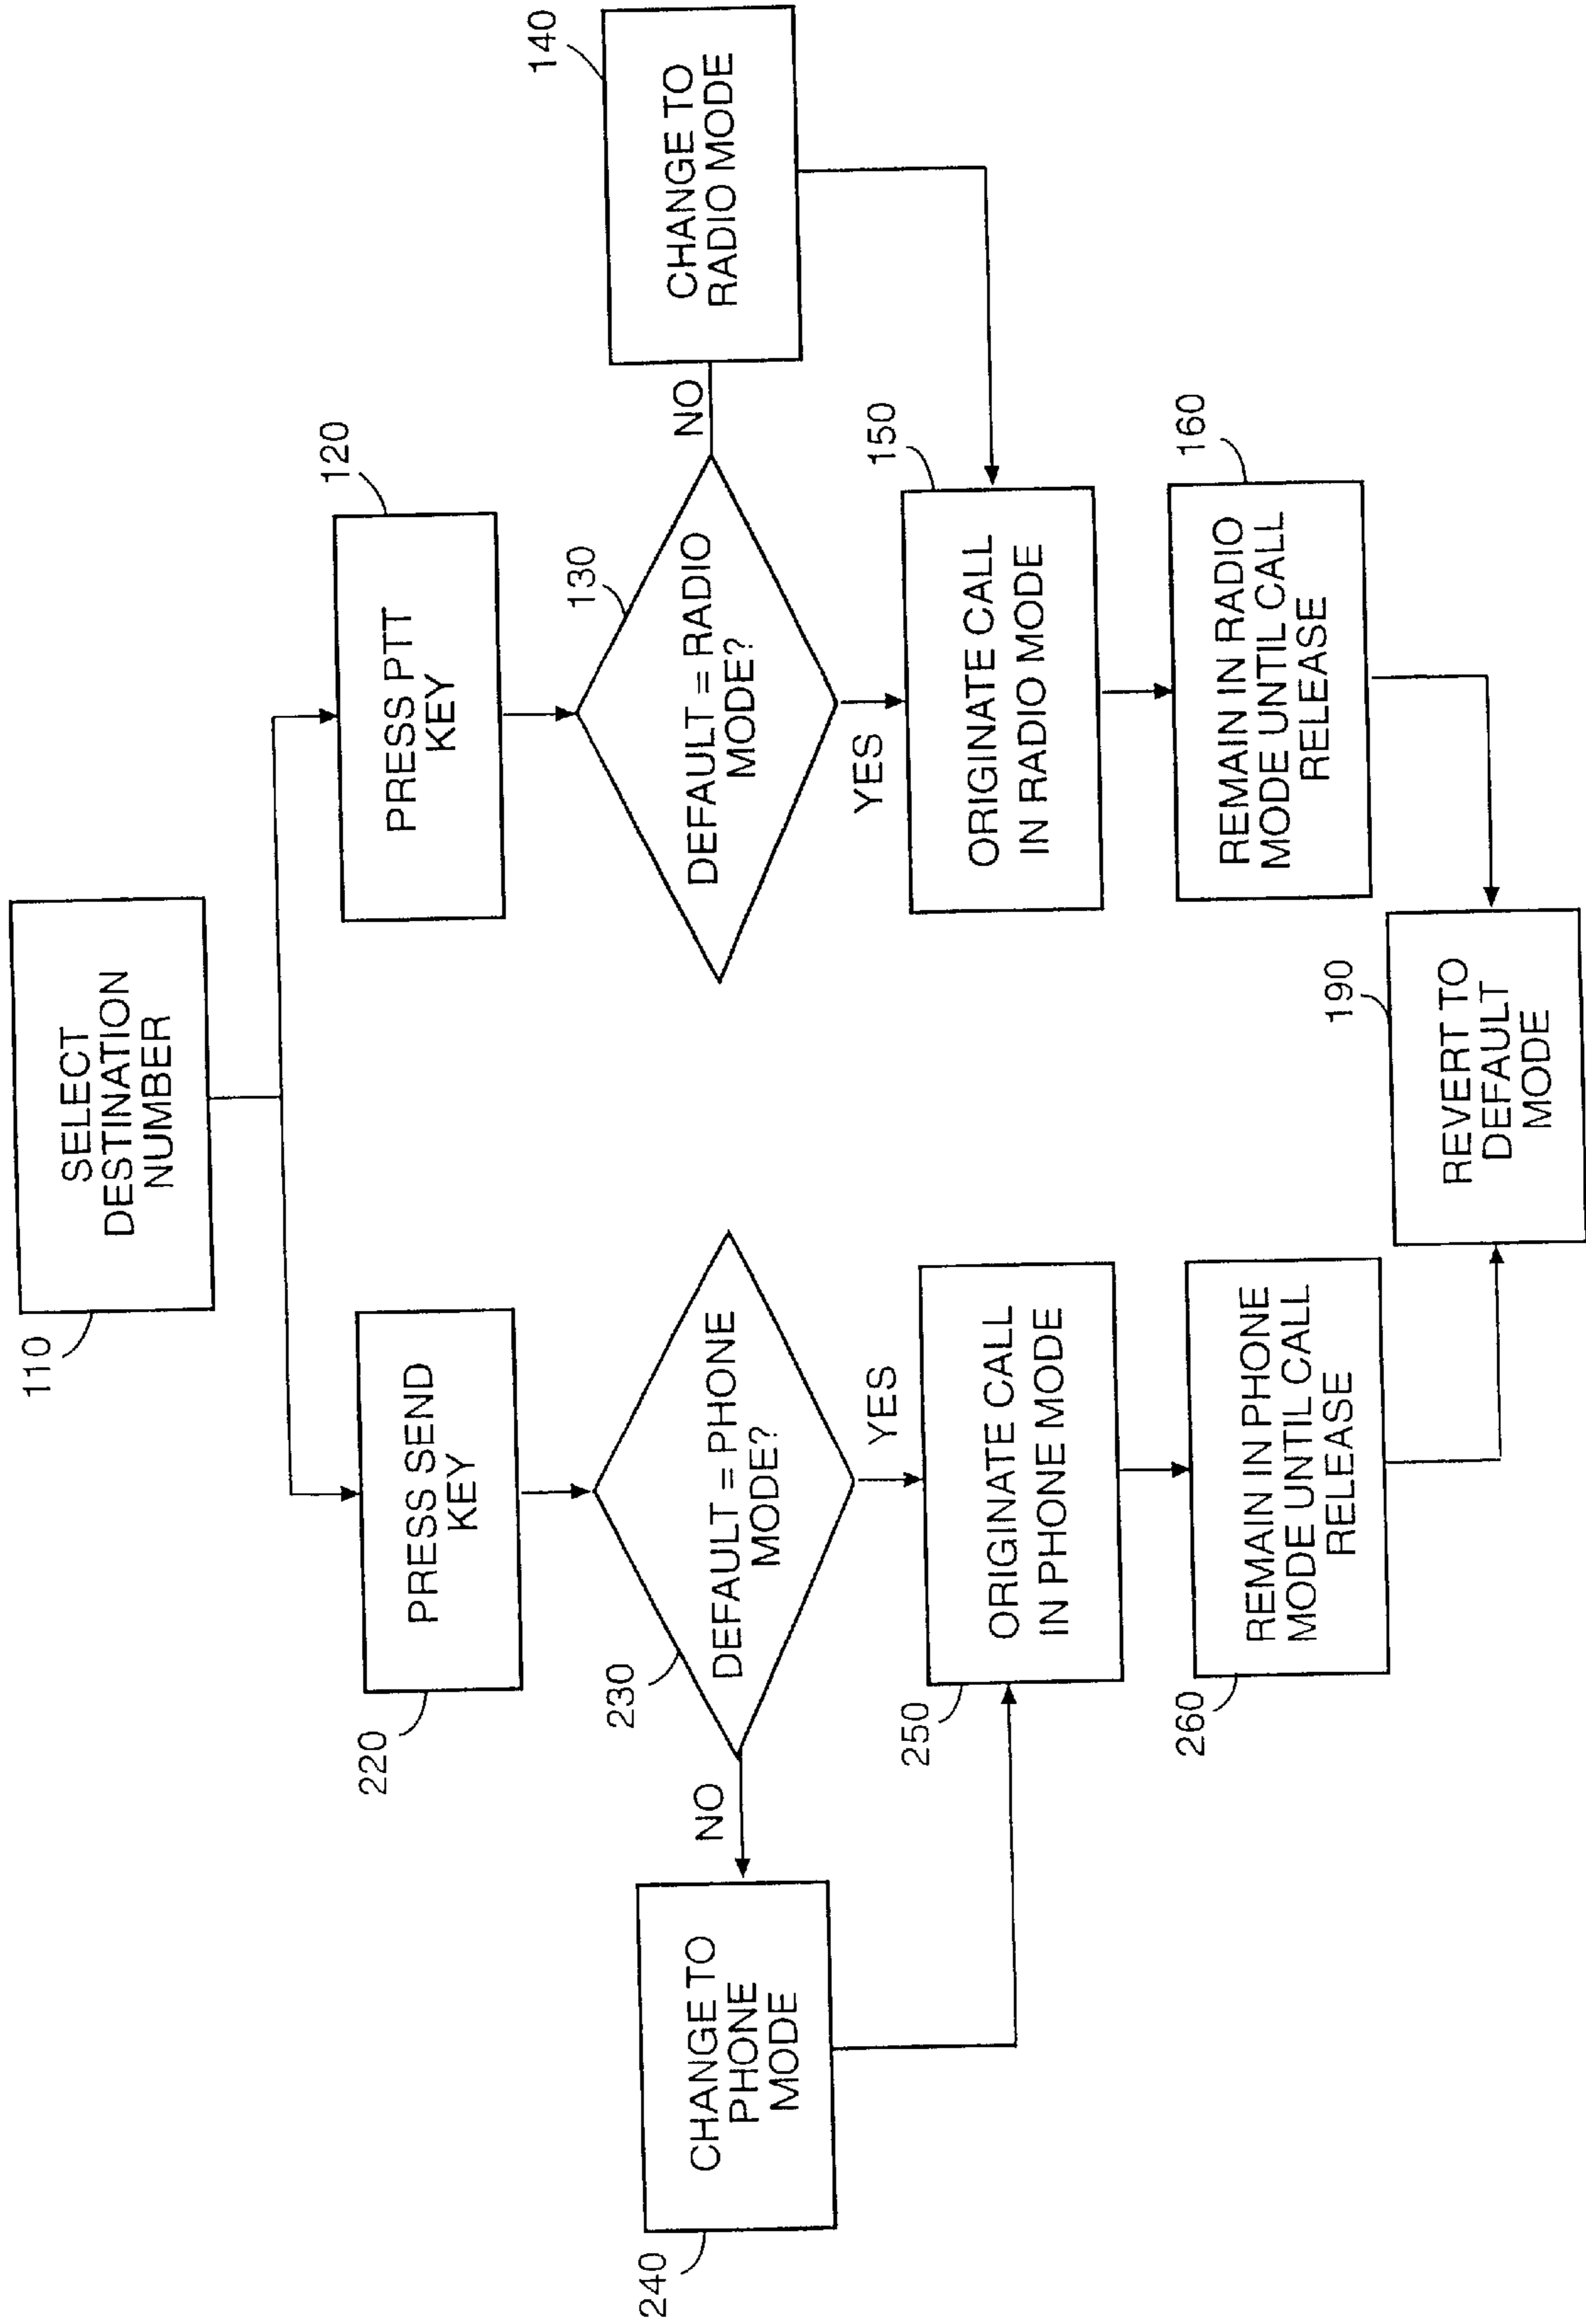 SELECT
DESTINATION
NUMBER
110
PRESS SEND
KEY
220
PRESS PTT
KEY
120
DEFAULT = PHONE
MODE?
230
NO
YES
DEFAULT = RADIO
MODE?
130
NO
YES
CHANGE TO
PHONE
MODE
240
CHANGE TO
RADIO MODE
140
ORIGINATE CALL
IN PHONE MODE
250
ORIGINATE CALL
IN RADIO MODE
150
REMAIN IN PHONE
MODE UNTIL CALL
RELEASE
260
REMAIN IN RADIO
MODE UNTIL CALL
RELEASE
160
REVERT TO
DEFAULT
MODE
190